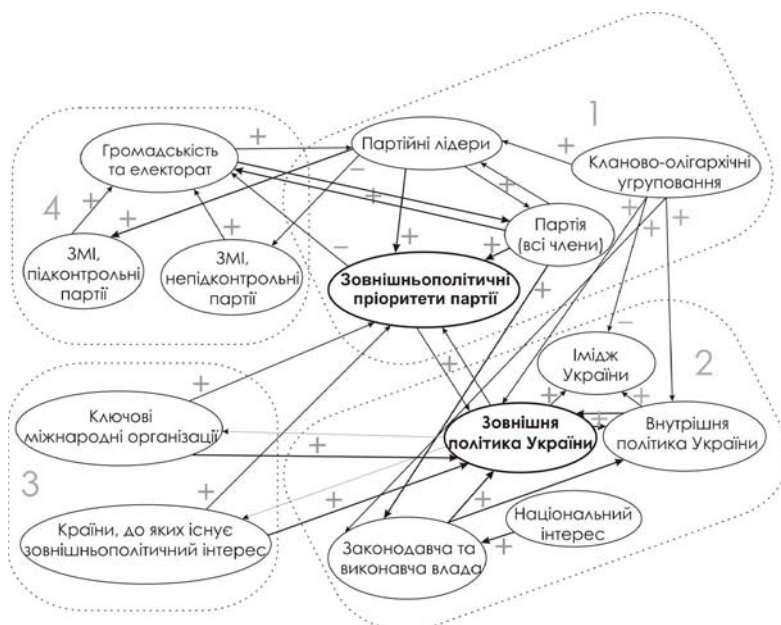 1
Громадськість
та електорат
Партійні лідери
Кланово-олігархічні
угруповання
4
ЗМІ,
підконтрольні
партії
ЗМІ,
непідконтрольні
партії
Партія
(всі члени)
Зовнішньополітичні
пріоритети партії
Імідж
України
2
Ключові
міжнародні організації
Зовнішня
політика України
Внутрішня
політика України
3
Країни, до яких існує
зовнішньополітичний інтерес
Законодавча та
виконавча влада
Національний
інтерес